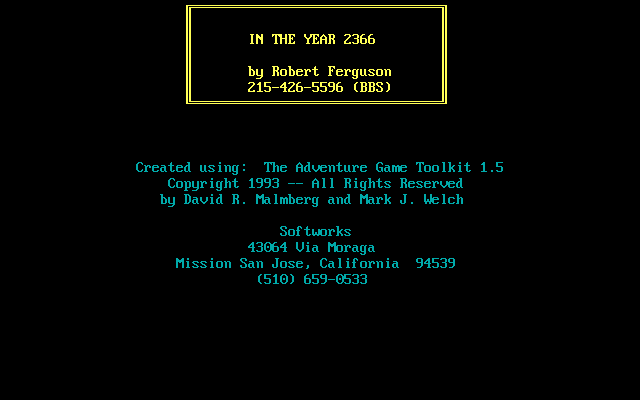 IN THE YEAR 2366
by Robert Ferguson
215-426-5596 (BBS)
Created using:  The Adventure Game Toolkit 1.5
Copyright 1993 -- All Rights Reserved
by David R. Malmberg and Mark J. Welch
Softworks
43064 Via Moraga
Mission San Jose, California  94539
(510) 659-0533